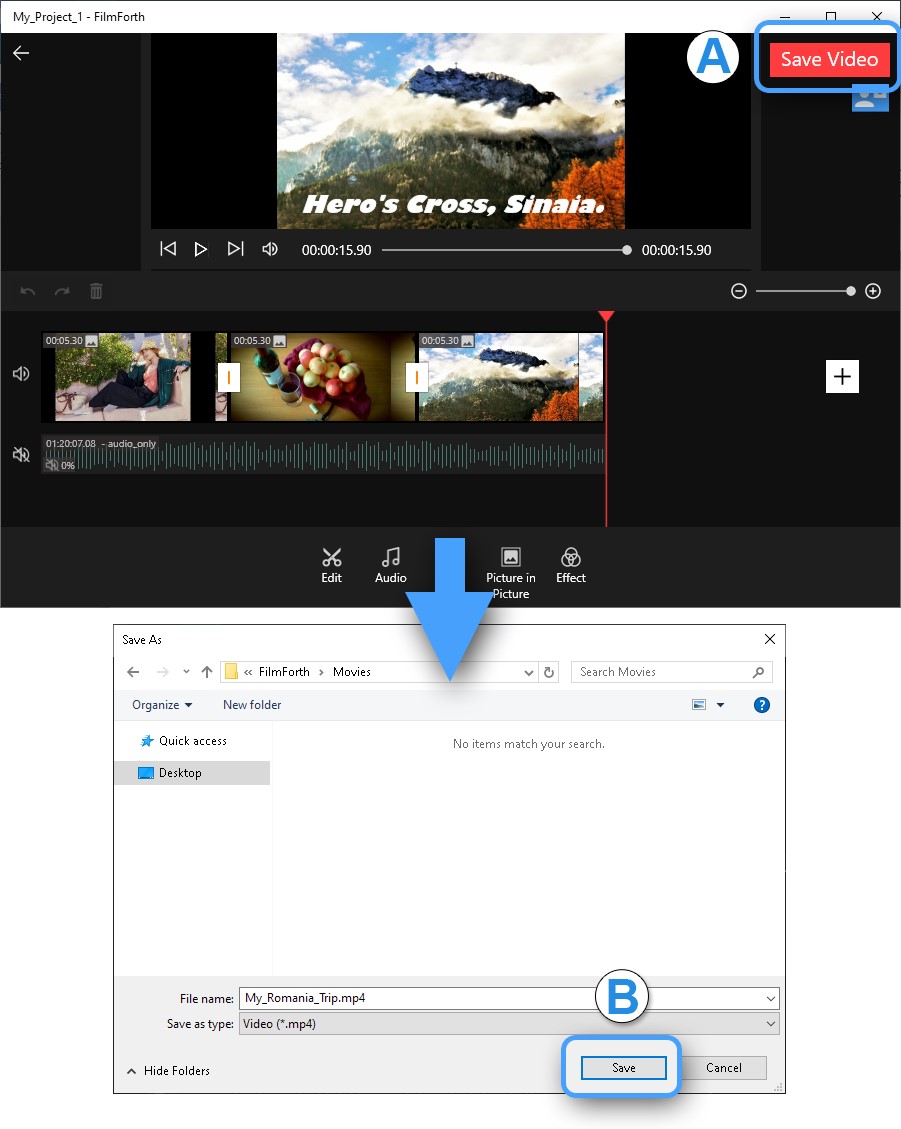 My_Project_1 - FilmForth
A
Save Video
Hero's Cross, Sinaia.
00:00:15.90
00:00:15.90
00:05.30
00:05.30
00:05.30
01:20:07.08 - audio_only
0%
Edit
Audio
Picture in
Picture
Effect
Save As
« FilmForth › Movies
Search Movies
Organize
New folder
?
Quick access
Desktop
No items match your search.
File name: My_Romania_Trip.mp4
Save as type: Video (*.mp4)
B
Hide Folders
Save
Cancel